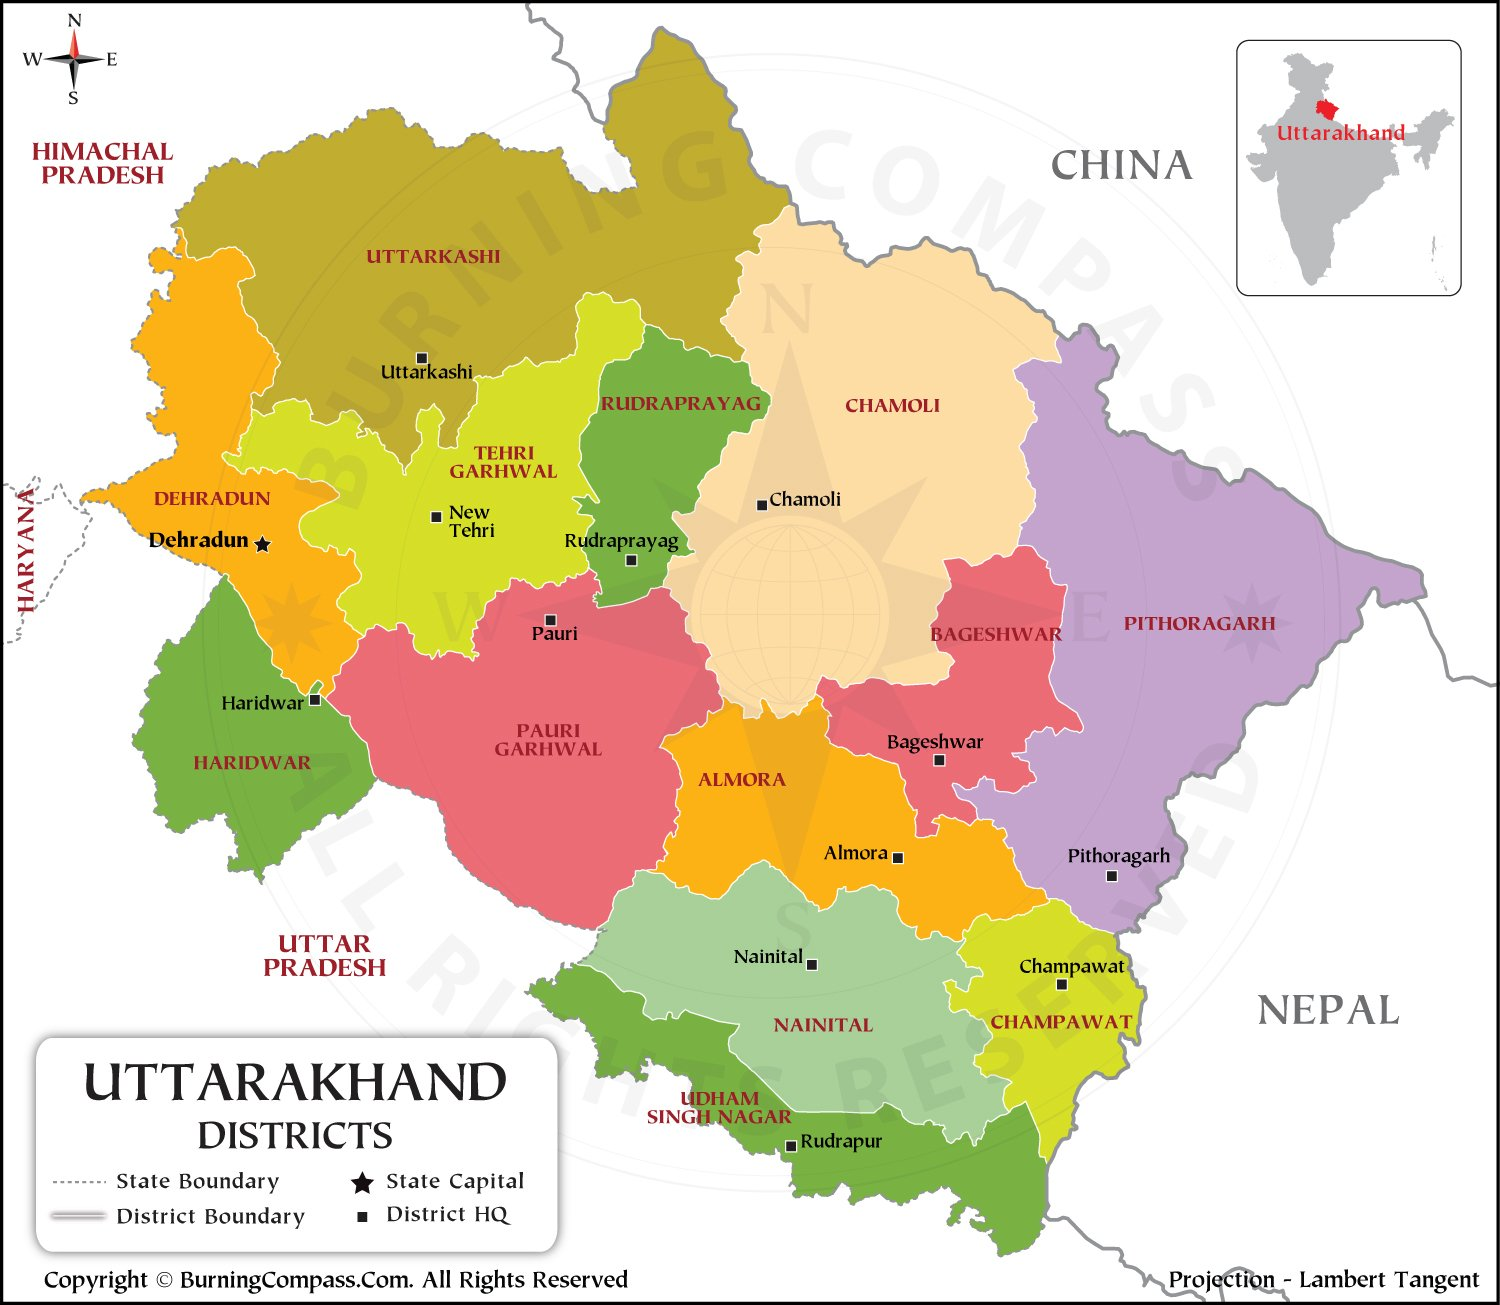 N
W E
S
HIMACHAL
PRADESH
CHINA
Uttarakhand
UTTARKASHI
Uttarkashi
RUDRAPRAYAG
CHAMOLI
TEHRI
GARHWAL
DEHRADUN
Chamoli
New
Tehri
Dehradun
Rudraprayag
HARYANA
Pauri
BAGESHWAR
PITHORAGARH
Haridwar
PAURI
GARHWAL
Bageshwar
HARIDWAR
ALMORA
Almora
Pithoragarh
UTTAR
PRADESH
Nainital
Champawat
NEPAL
NAINITAL
CHAMPAWAT
UDHAM
SINGH NAGAR
Rudrapur
BURNING COMPASS
ALL RIGHTS RESERVED
N
W E
S
UTTARAKHAND
DISTRICTS
State Boundary
State Capital
District Boundary
District HQ
Copyright © BurningCompass.Com. All Rights Reserved
Projection - Lambert Tangent